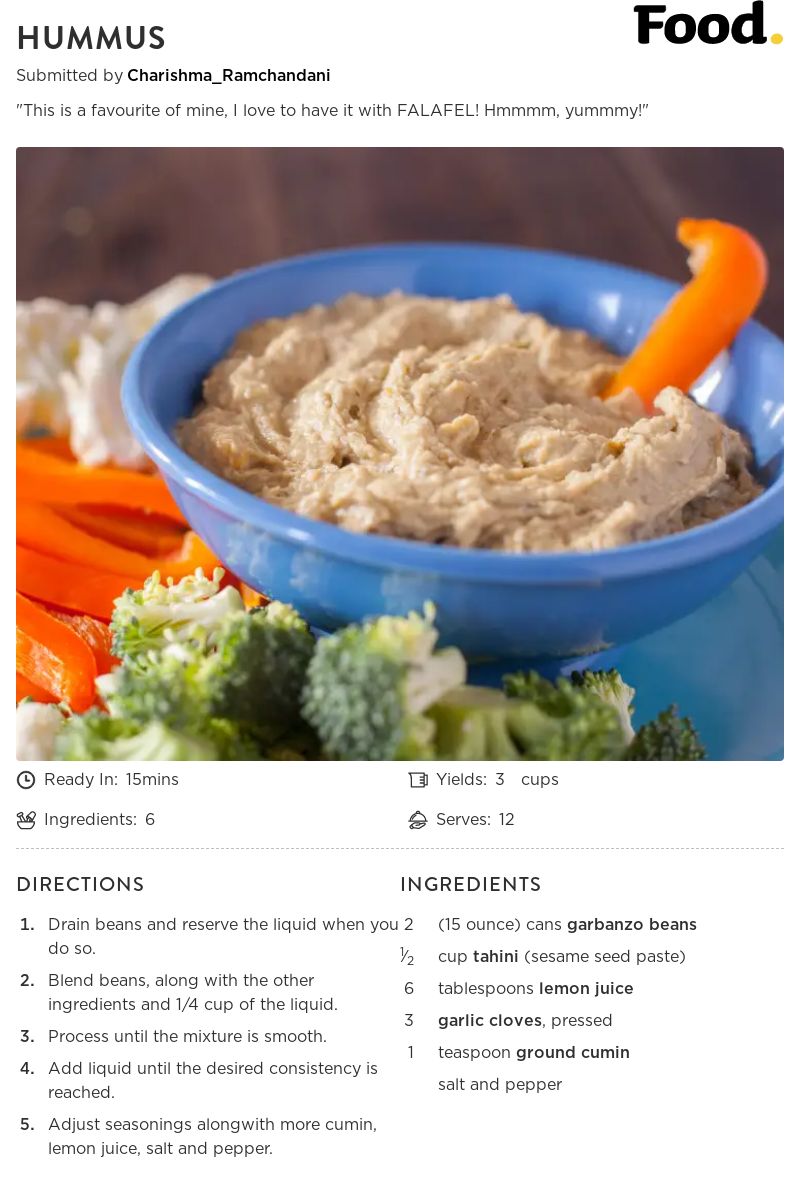 HUMMUS
Food.
Submitted by Charishma_Ramchandani
"This is a favourite of mine, I love to have it with FALAFEL! Hmmmm, yummmy!"
Ready In: 15mins
Yields: 3 cups
Ingredients: 6
Serves: 12
DIRECTIONS
1. Drain beans and reserve the liquid when you
do so.
2. Blend beans, along with the other
ingredients and 1/4 cup of the liquid.
3. Process until the mixture is smooth.
4. Add liquid until the desired consistency is
reached.
5. Adjust seasonings alongwith more cumin,
lemon juice, salt and pepper.
INGREDIENTS
2 (15 ounce) cans garbanzo beans
1/2 cup tahini (sesame seed paste)
6 tablespoons lemon juice
3 garlic cloves, pressed
1 teaspoon ground cumin
salt and pepper